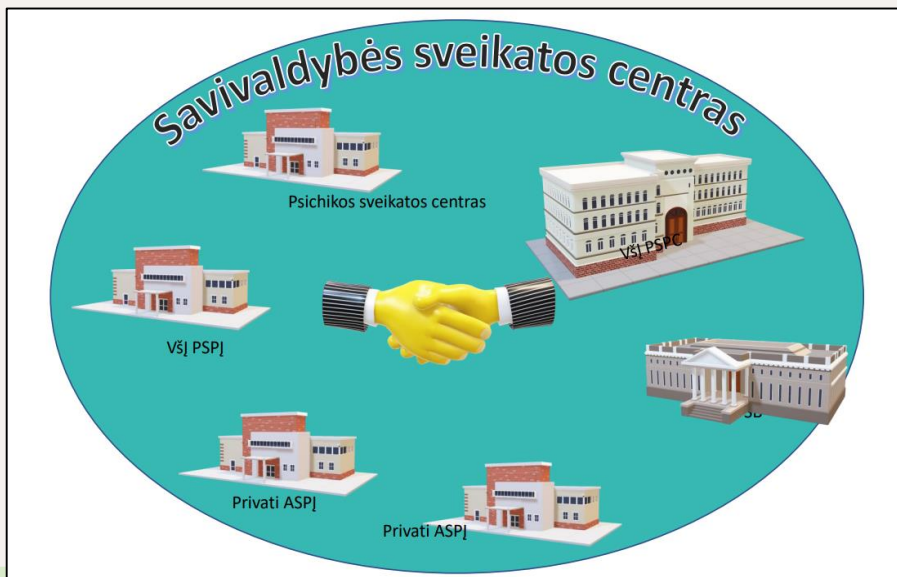 Savivaldybės sveikatos centras
Psichikos sveikatos centras
VšĮ PSPC
VšĮ PSPĮ
Privati ASPĮ
Privati ASPĮ